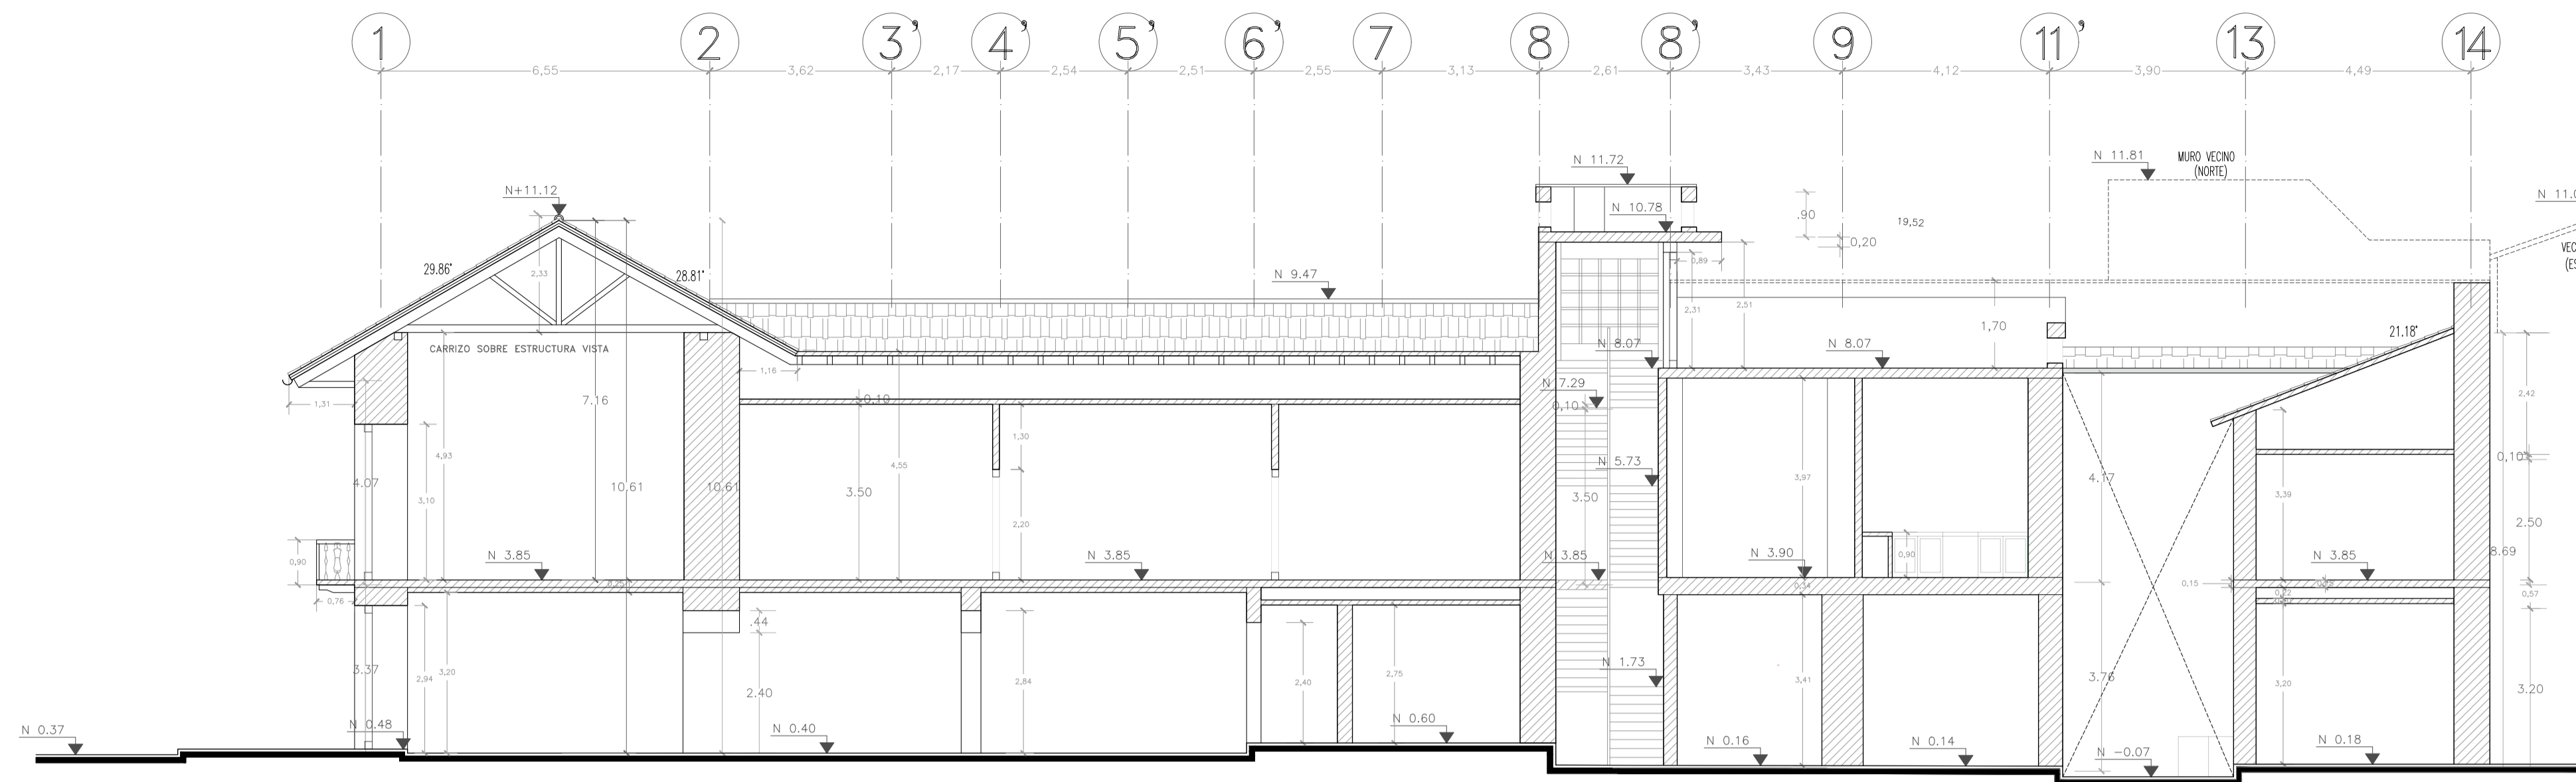 1 2 3' 4' 5' 6' 7 8 8' 9 11' 13 14
6,55 3,62 2,17 2,54 2,51 2,55 3,13 2,61 3,43 4,12 3,90 4,49
N 11.72
N 11.81
MURO VECINO
(NORTE)
N+11.12
N 10.78
.90
19,52
0,20
29.86°
2,33
28.81°
N 9.47
0,89
2,31
2,51
1,70
21.18°
CARRIZO SOBRE ESTRUCTURA VISTA
N 8.07
N 8.07
1,16
1,31
7.16
0,10
N 7.29
0,10
2,42
1,30
4,93
4,55
3,10
4.07
10.61
10.61
3.50
2,20
3.50
N 5.73
3,97
4.17
3,39
0,10
2.50
0,90
N 3.85
N 3.85
N 3.85
N 3.90
0,90
N 3.85
8.69
0,25
0,34
0,15
0,57
0,76
.44
3.37
2,94
3,20
2.40
2,84
2,40
2,75
N 1.73
3,41
3.76
3,20
3.20
N 0.37
N 0.48
N 0.40
N 0.60
N 0.16
N 0.14
N -0.07
N 0.18